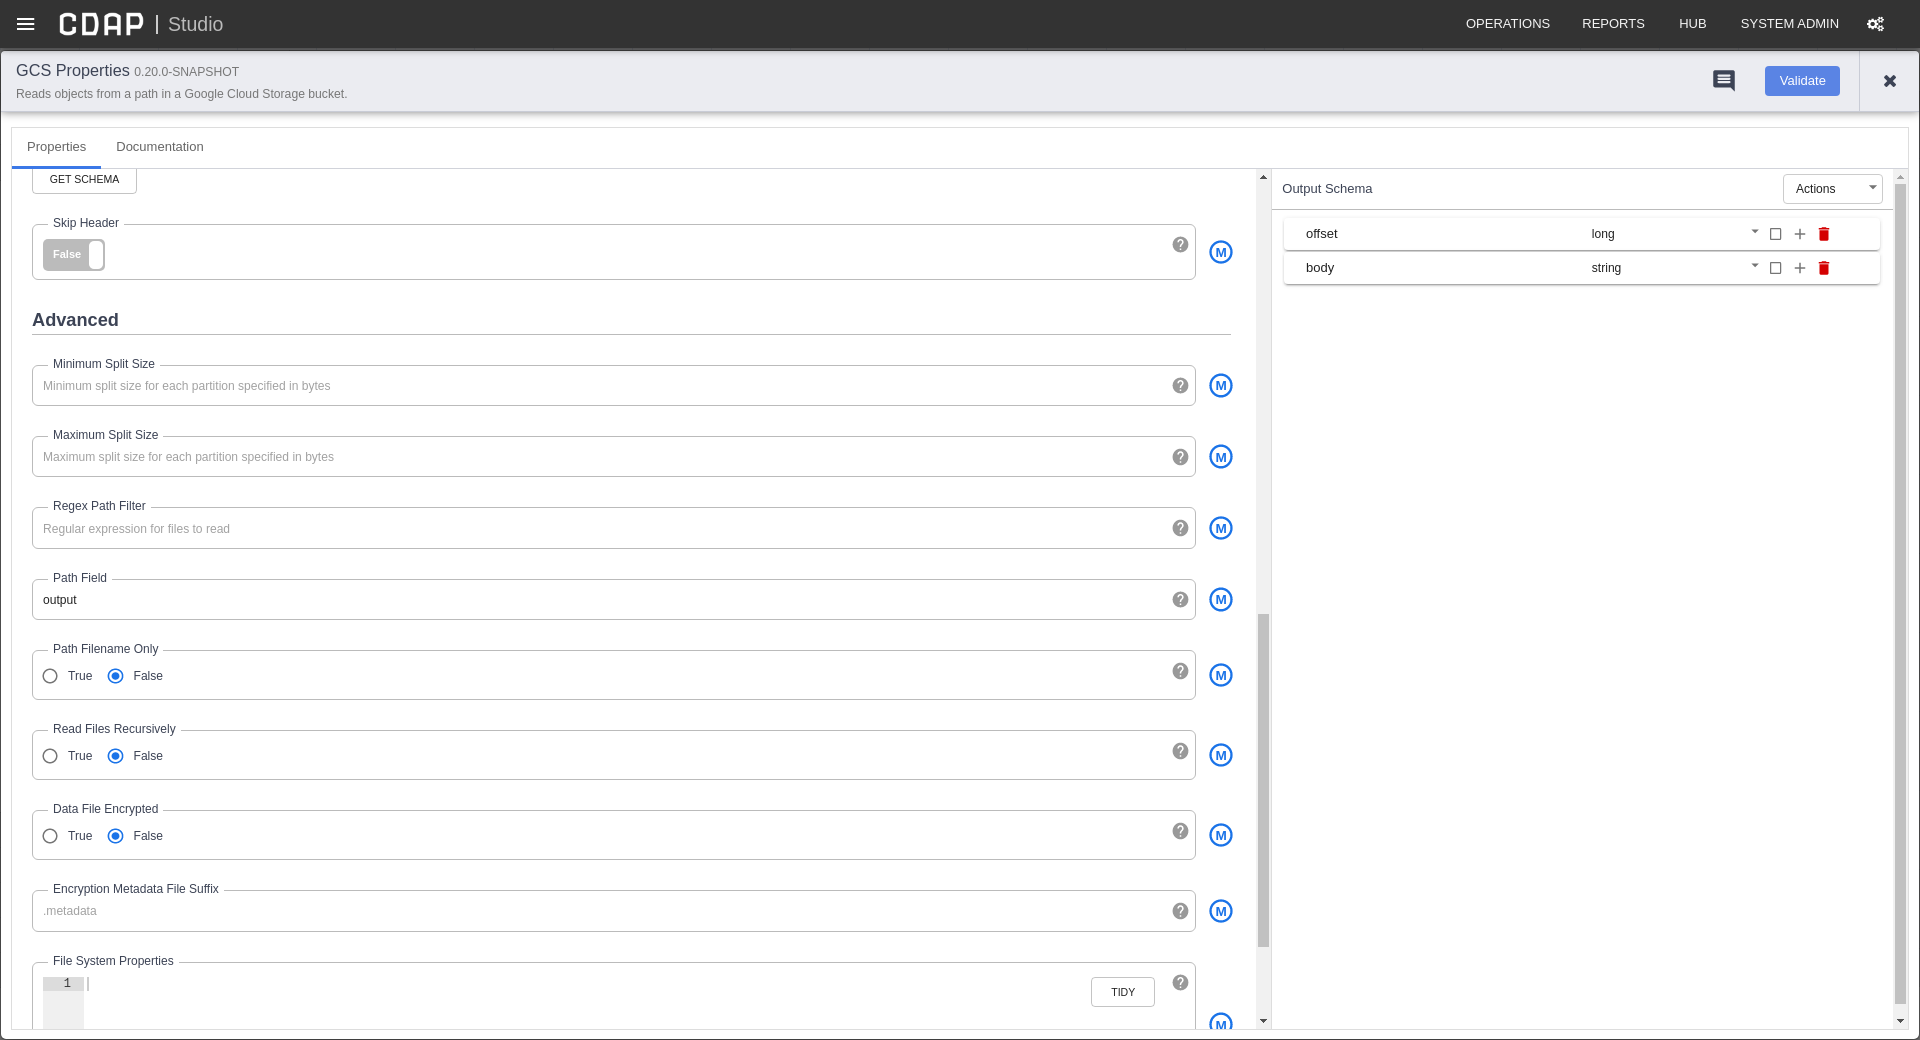 CDAP | Studio
OPERATIONS REPORTS HUB SYSTEM ADMIN
GCS Properties 0.20.0-SNAPSHOT
Reads objects from a path in a Google Cloud Storage bucket.
Validate
Properties Documentation
GET SCHEMA
Output Schema
Actions
Skip Header
False
M
offset long
body string
Advanced
Minimum Split Size
Minimum split size for each partition specified in bytes
? M
Maximum Split Size
Maximum split size for each partition specified in bytes
? M
Regex Path Filter
Regular expression for files to read
? M
Path Field
output
? M
Path Filename Only
True False
? M
Read Files Recursively
True False
? M
Data File Encrypted
True False
? M
Encryption Metadata File Suffix
.metadata
? M
File System Properties
1
TIDY
? M